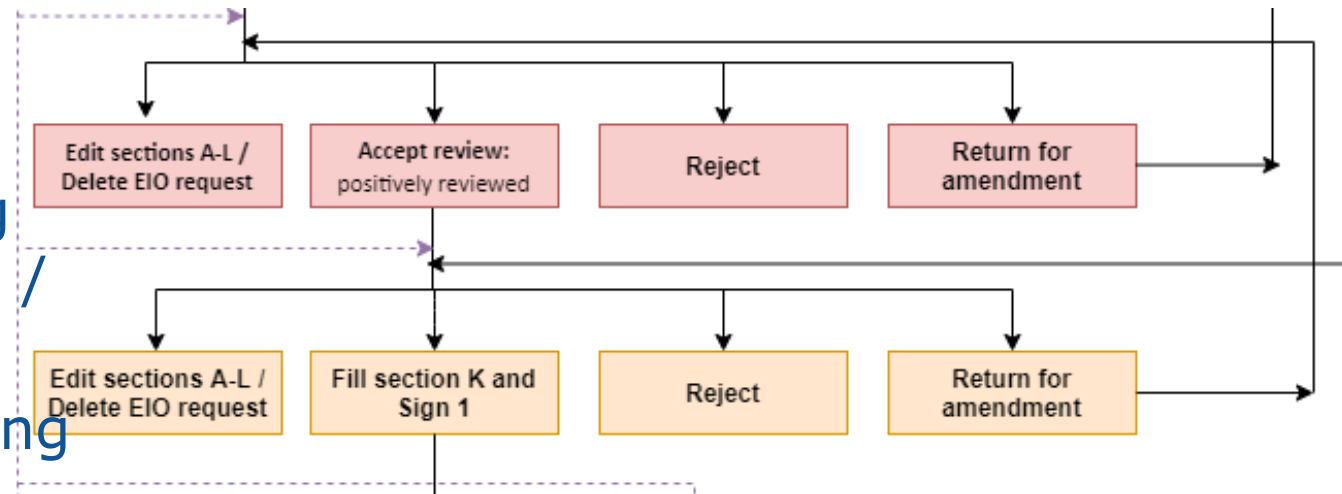 Edit sections A-L /
Delete EIO request
Accept review:
positively reviewed
Reject
Return for
amendment
g
/
Edit sections A-L /
Delete EIO request
Fill section K and
Sign 1
Reject
Return for
amendment
ng